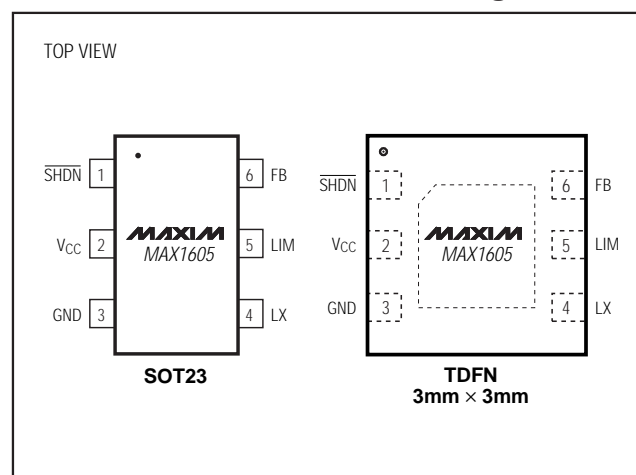 TOP VIEW
SHDN 1
VCC 2
GND 3
6 FB
5 LIM
4 LX
MAXIM
MAX1605
SOT23
SHDN 1
VCC 2
GND 3
6 FB
5 LIM
4 LX
MAXIM
MAX1605
TDFN
3mm × 3mm